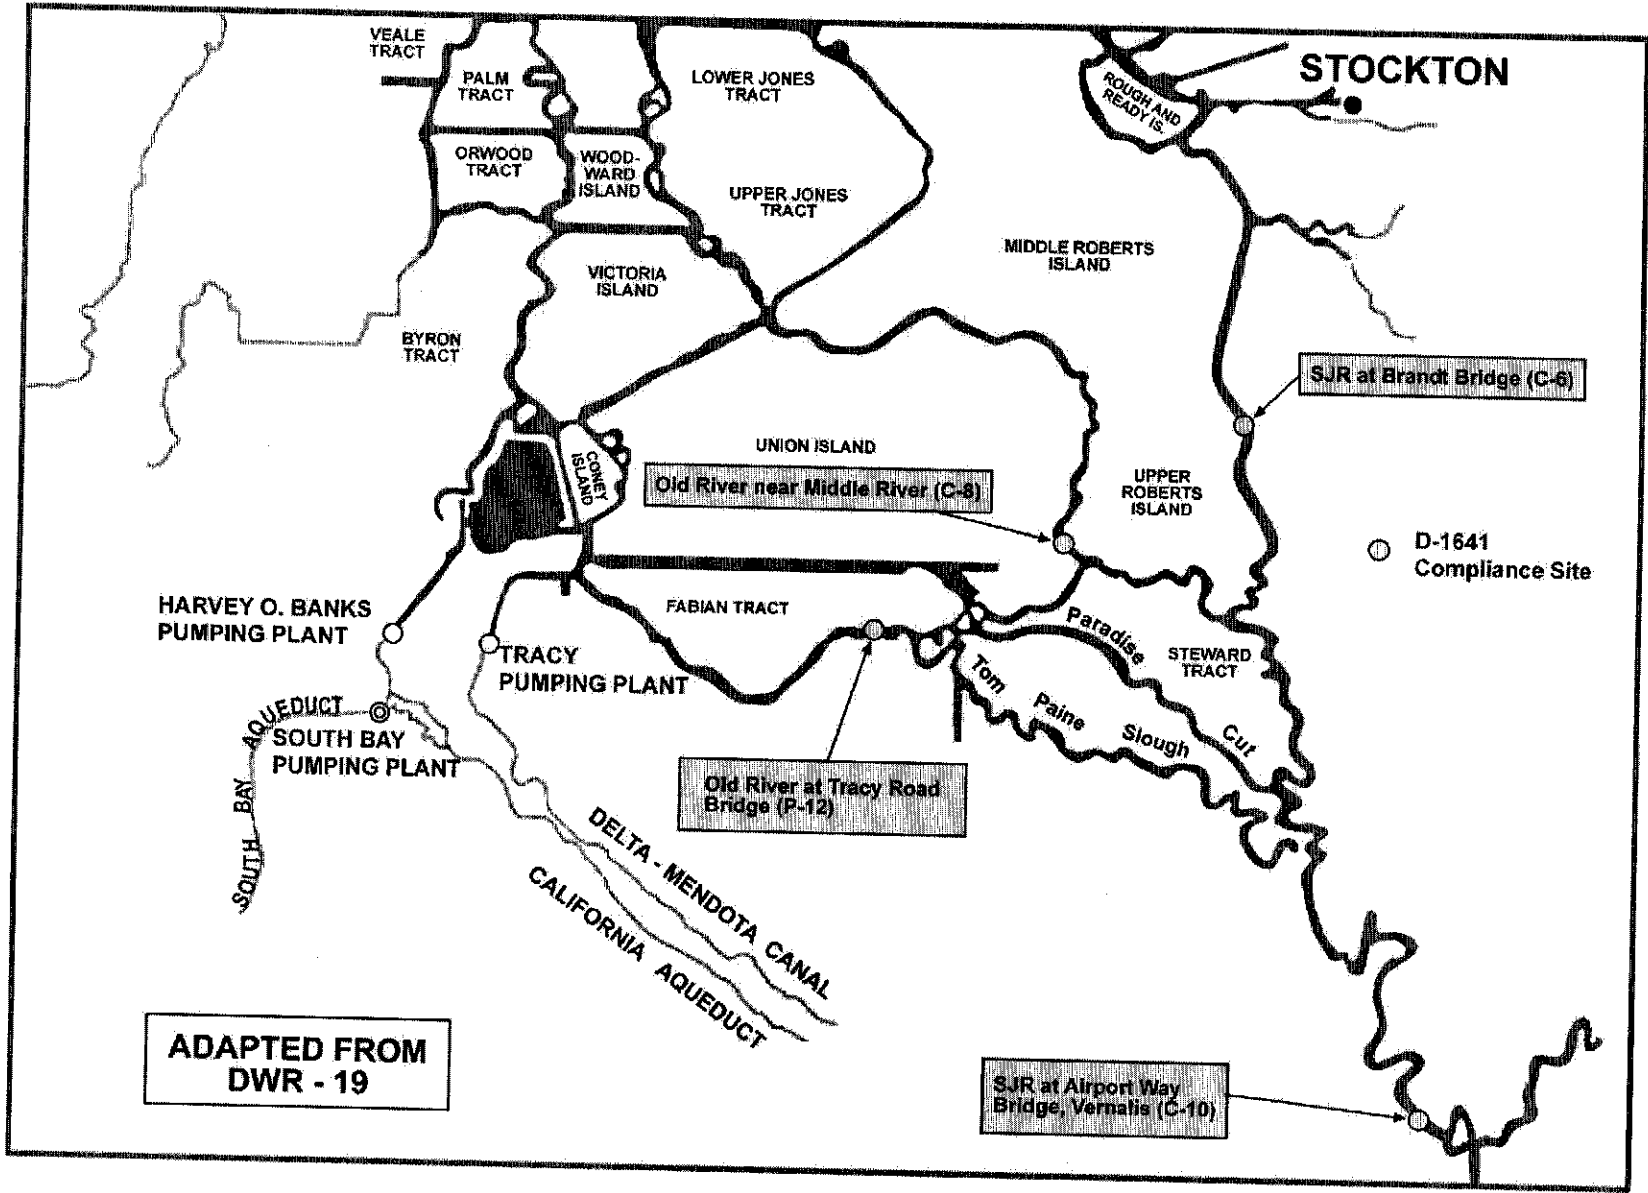 VEALE
TRACT
PALM
TRACT
LOWER JONES
TRACT
ROUGH AND
READY IS.
STOCKTON
ORWOOD
TRACT
WOOD-
WARD
ISLAND
UPPER JONES
TRACT
MIDDLE ROBERTS
ISLAND
VICTORIA
ISLAND
BYRON
TRACT
SJR at Brandt Bridge (C-6)
UNION ISLAND
CONEY
ISLAND
Old River near Middle River (C-8)
UPPER
ROBERTS
ISLAND
D-1641
Compliance Site
HARVEY O. BANKS
PUMPING PLANT
FABIAN TRACT
Paradise
Cut
STEWARD
TRACT
TRACY
PUMPING PLANT
Tom
Paine
Slough
SOUTH BAY AQUEDUCT
SOUTH BAY
PUMPING PLANT
Old River at Tracy Road
Bridge (P-12)
DELTA - MENDOTA CANAL
CALIFORNIA AQUEDUCT
ADAPTED FROM
DWR - 19
SJR at Airport Way
Bridge, Vernalis (C-10)